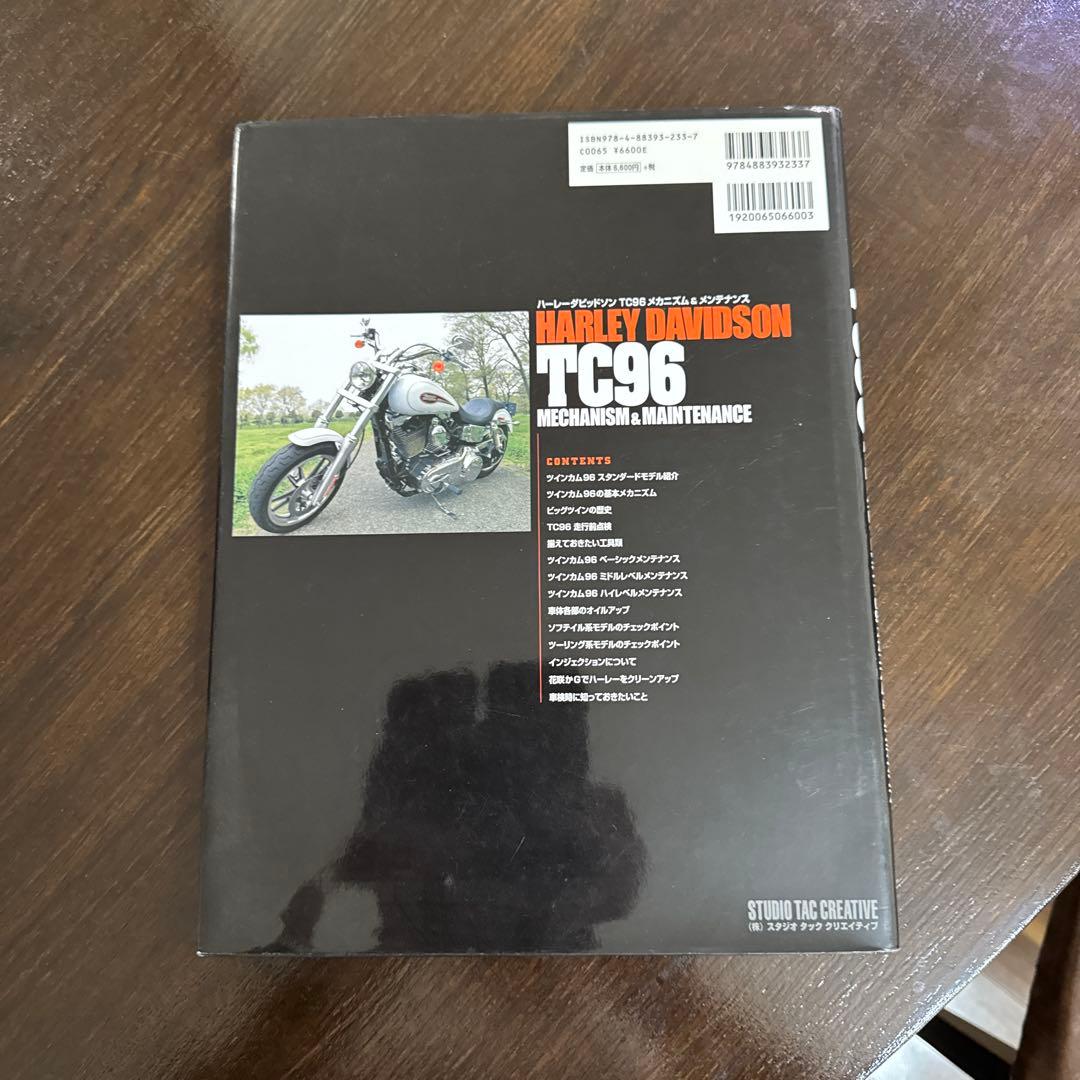 ISBN978-4-88393-233-7
C0065 ¥6600E
定価 本体6,600円 +税
9784883932337
1920065066003
ハーレーダビッドソン TC96 メカニズム & メンテナンス
HARLEY DAVIDSON
TC96
MECHANISM & MAINTENANCE
CONTENTS
ツインカム96 スタンダードモデル紹介
ツインカム96の基本メカニズム
ビッグツインの歴史
TC96 走行前点検
揃えておきたい工具類
ツインカム96 ベーシックメンテナンス
ツインカム96 ミドルレベルメンテナンス
ツインカム96 ハイレベルメンテナンス
車体各部のオイルアップ
ソフテイル系モデルのチェックポイント
ツーリング系モデルのチェックポイント
インジェクションについて
花咲かGでハーレーをクリーンアップ
車検時に知っておきたいこと
STUDIO TAC CREATIVE
(株) スタジオ タック クリエイティブ